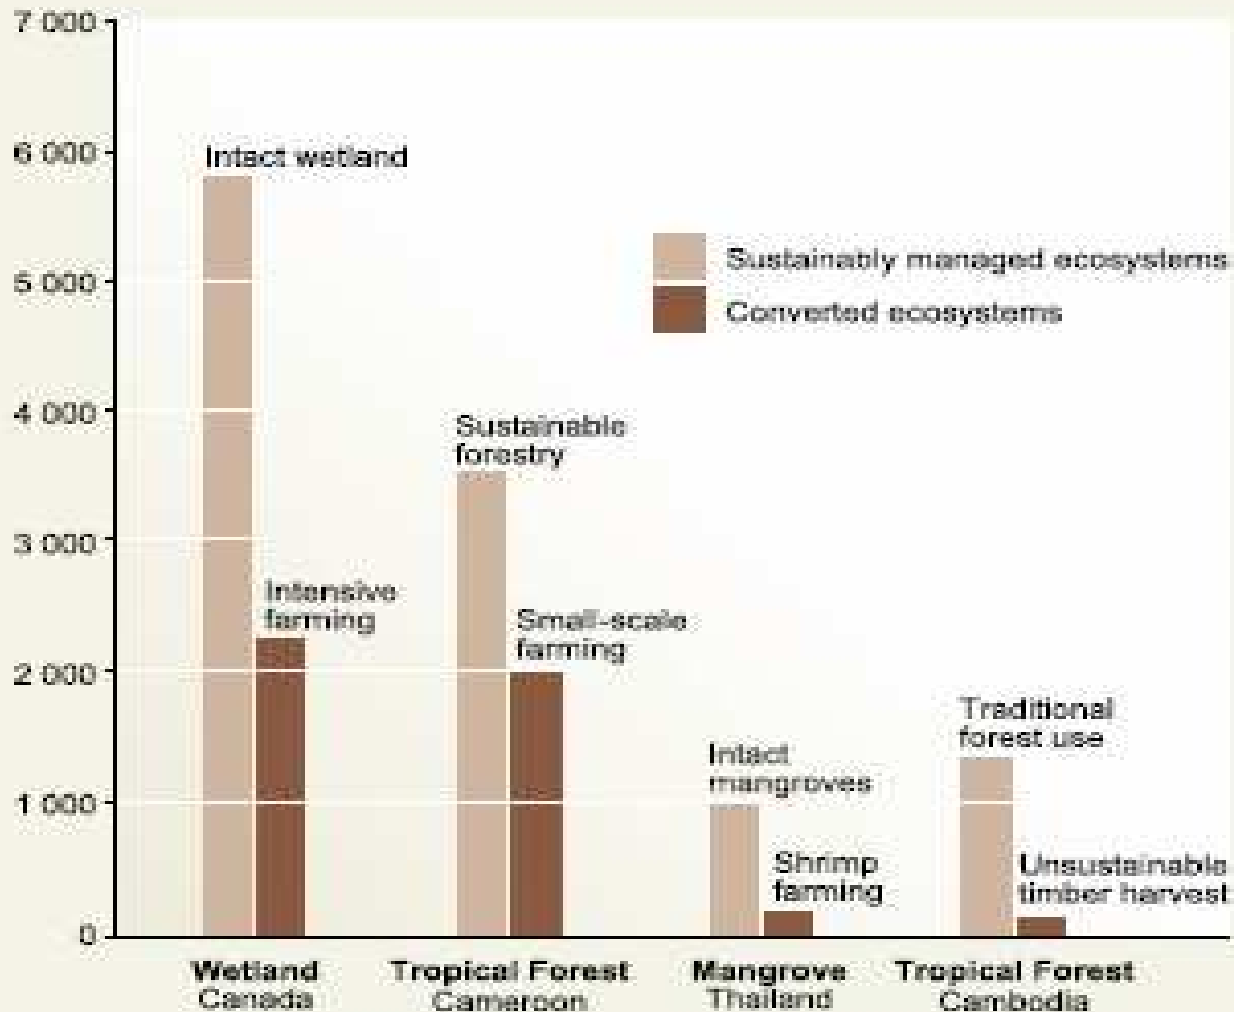 7 000
6 000
5 000
4 000
3 000
2 000
1 000
0
Intact wetland
Sustainably managed ecosystems
Converted ecosystems
Sustainable
forestry
Intensive
farming
Small-scale
farming
Intact
mangroves
Shrimp
farming
Traditional
forest use
Unsustainable
timber harvest
Wetland
Canada
Tropical Forest
Cameroon
Mangrove
Thailand
Tropical Forest
Cambodia